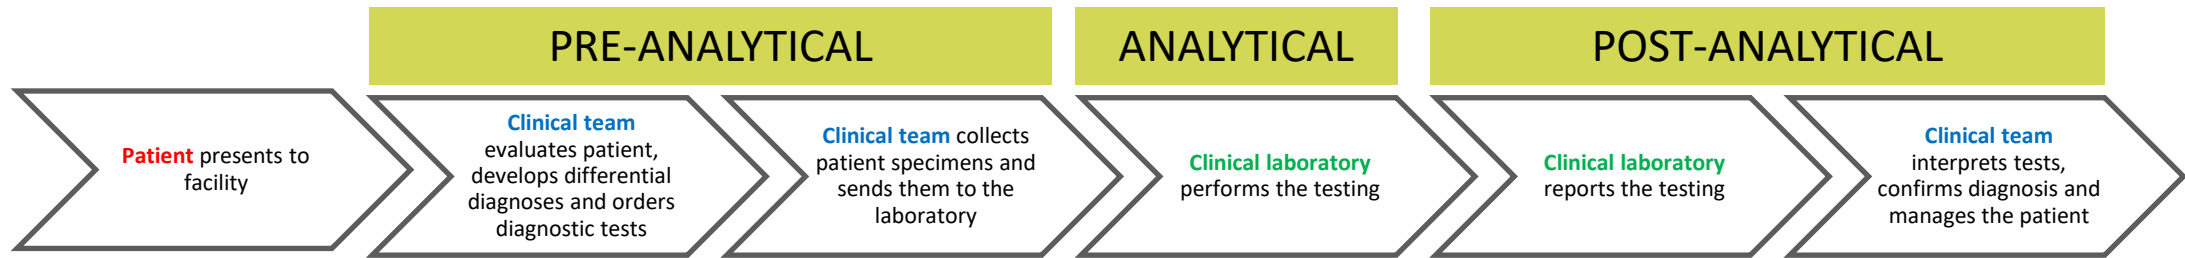 PRE-ANALYTICAL
ANALYTICAL
POST-ANALYTICAL
Patient presents to
facility
Clinical team
evaluates patient,
develops differential
diagnoses and orders
diagnostic tests
Clinical team collects
patient specimens and
sends them to the
laboratory
Clinical laboratory
performs the testing
Clinical laboratory
reports the testing
Clinical team
interprets tests,
confirms diagnosis and
manages the patient